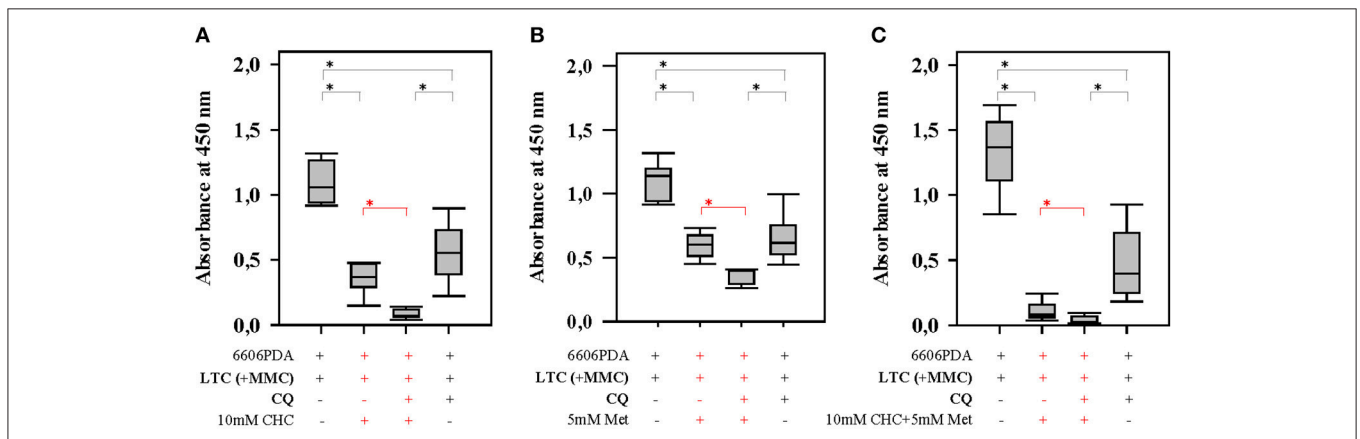 A
Absorbance at 450 nm
2,0
1,5
1,0
0,5
0,0
* * * *
6606PDA + + + +
LTC (+MMC) + + + +
CQ - - + +
10mM CHC - + + -
B
Absorbance at 450 nm
2,0
1,5
1,0
0,5
0,0
* * * *
6606PDA + + + +
LTC (+MMC) + + + +
CQ - - + +
5mM Met - + + -
C
Absorbance at 450 nm
2,0
1,5
1,0
0,5
0,0
* * * *
6606PDA + + + +
LTC (+MMC) + + + +
CQ - - + +
10mM CHC+5mM Met - + + -